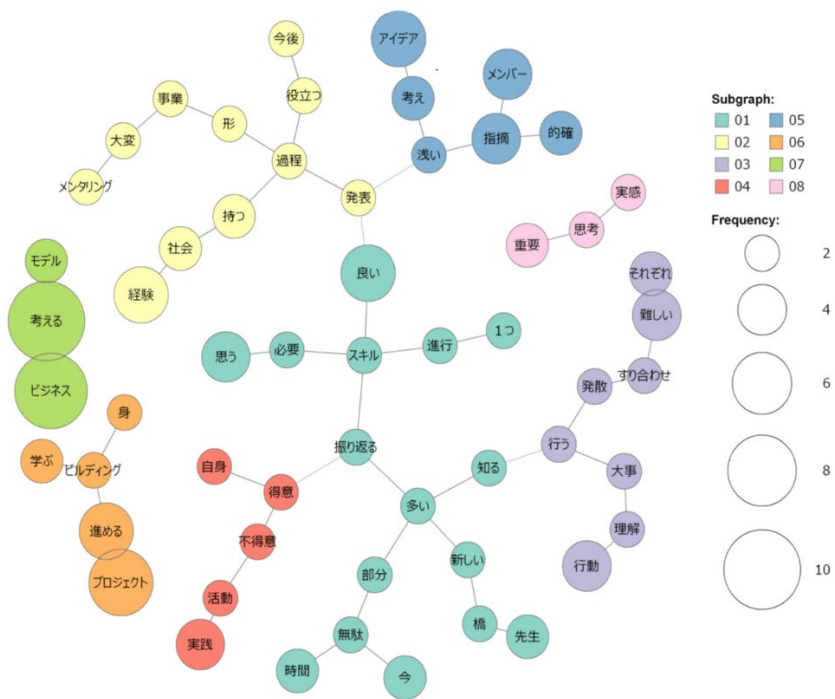 今後
アイデア
メンバー
事業
役立つ
考え
形
大変
指摘
的確
過程
浅い
メンタリング
発表
持つ
実感
思考
重要
社会
経験
モデル
良い
それぞれ
考える
難しい
1つ
進行
思う
必要
スキル
ビジネス
すり合わせ
発散
身
振り返る
行う
学ぶ
ビルディング
自身
知る
大事
得意
多い
進める
理解
不得意
新しい
行動
部分
プロジェクト
活動
橋
先生
実践
無駄
時間
今
Subgraph:
01 05
02 06
03 07
04 08
Frequency:
2
4
6
8
10